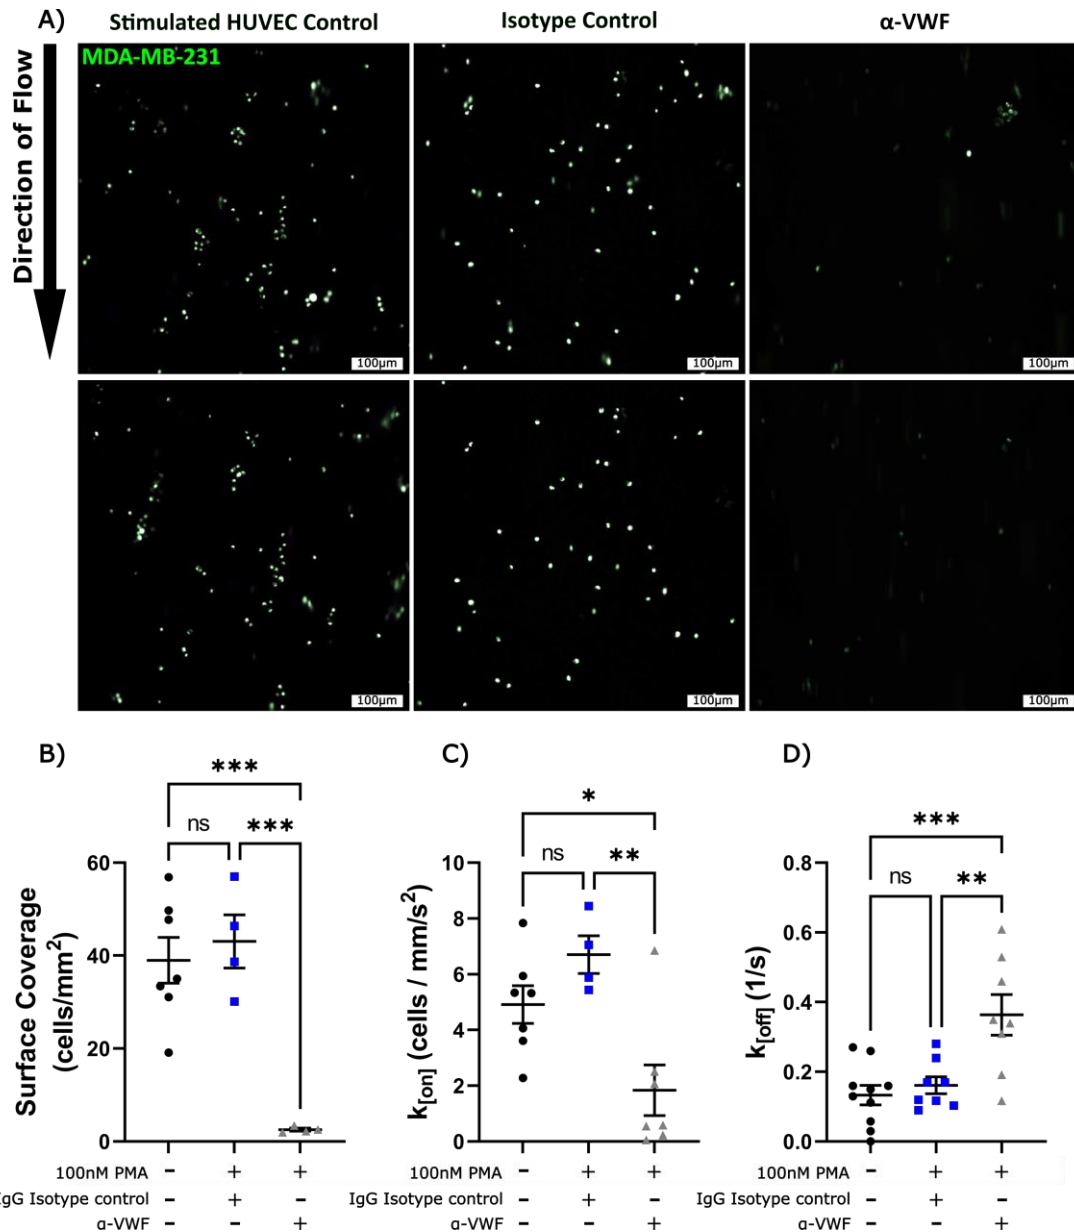 A)
Stimulated HUVEC Control
Isotype Control
α-VWF
Direction of Flow
MDA-MB-231
100µm
100µm
100µm
100µm
100µm
100µm
B)
***
ns
***
Surface Coverage
(cells/mm²)
60
40
20
0
100nM PMA
- + +
IgG Isotype control
- + -
α-VWF
- - +
C)
*
ns
**
k[on] (cells / mm/s²)
10
8
6
4
2
0
100nM PMA
- + +
IgG Isotype control
- + -
α-VWF
- - +
D)
***
ns
**
k[off] (1/s)
0.8
0.6
0.4
0.2
0.0
100nM PMA
- + +
IgG Isotype control
- + -
α-VWF
- - +